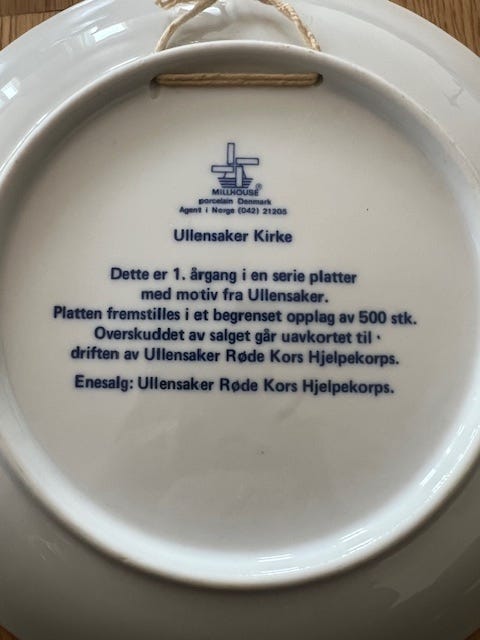 MILLHOUSE ®
porcelain Denmark
Agent i Norge (042) 21205
Ullensaker Kirke
Dette er 1. årgang i en serie platter
med motiv fra Ullensaker.
Platten fremstilles i et begrenset opplag av 500 stk.
Overskuddet av salget går uavkortet til
driften av Ullensaker Røde Kors Hjelpekorps.
Enesalg: Ullensaker Røde Kors Hjelpekorps.